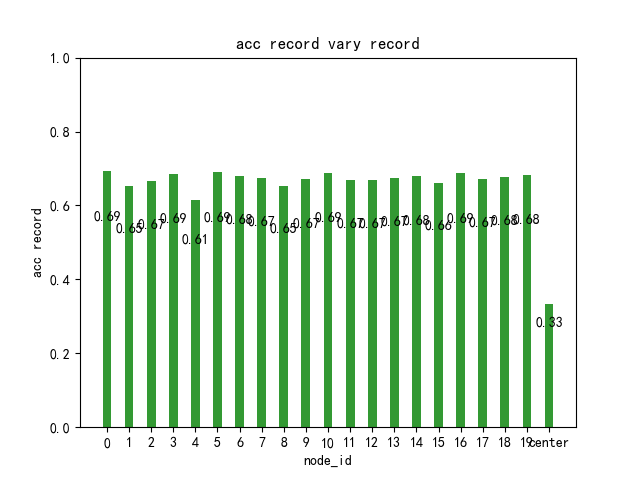 acc record vary record
1.0
0.8
0.6
0.4
0.2
0.0
acc record
0.69 0.65 0.67 0.69 0.61 0.69 0.68 0.67 0.65 0.67 0.69 0.67 0.67 0.67 0.68 0.66 0.69 0.67 0.68 0.68 0.33
0 1 2 3 4 5 6 7 8 9 10 11 12 13 14 15 16 17 18 19 center
node_id